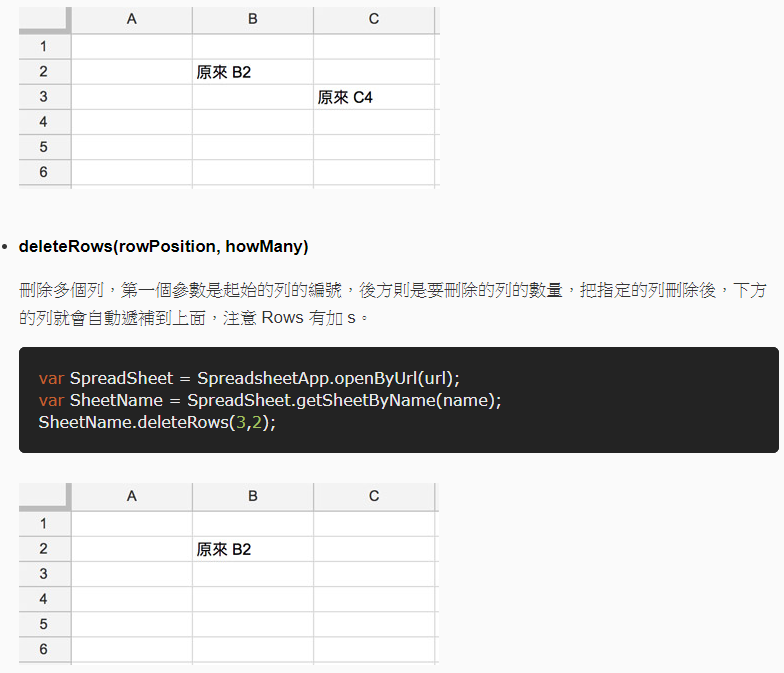 A B C
1
2 原來 B2
3 原來 C4
4
5
6
• deleteRows(rowPosition, howMany)
刪除多個列，第一個參數是起始的列的編號，後方則是要刪除的列的數量，把指定的列刪除後，下方
的列就會自動遞補到上面，注意 Rows 有加 s。
var SpreadSheet = SpreadsheetApp.openByUrl(url);
var SheetName = SpreadSheet.getSheetByName(name);
SheetName.deleteRows(3,2);
A B C
1
2 原來 B2
3
4
5
6